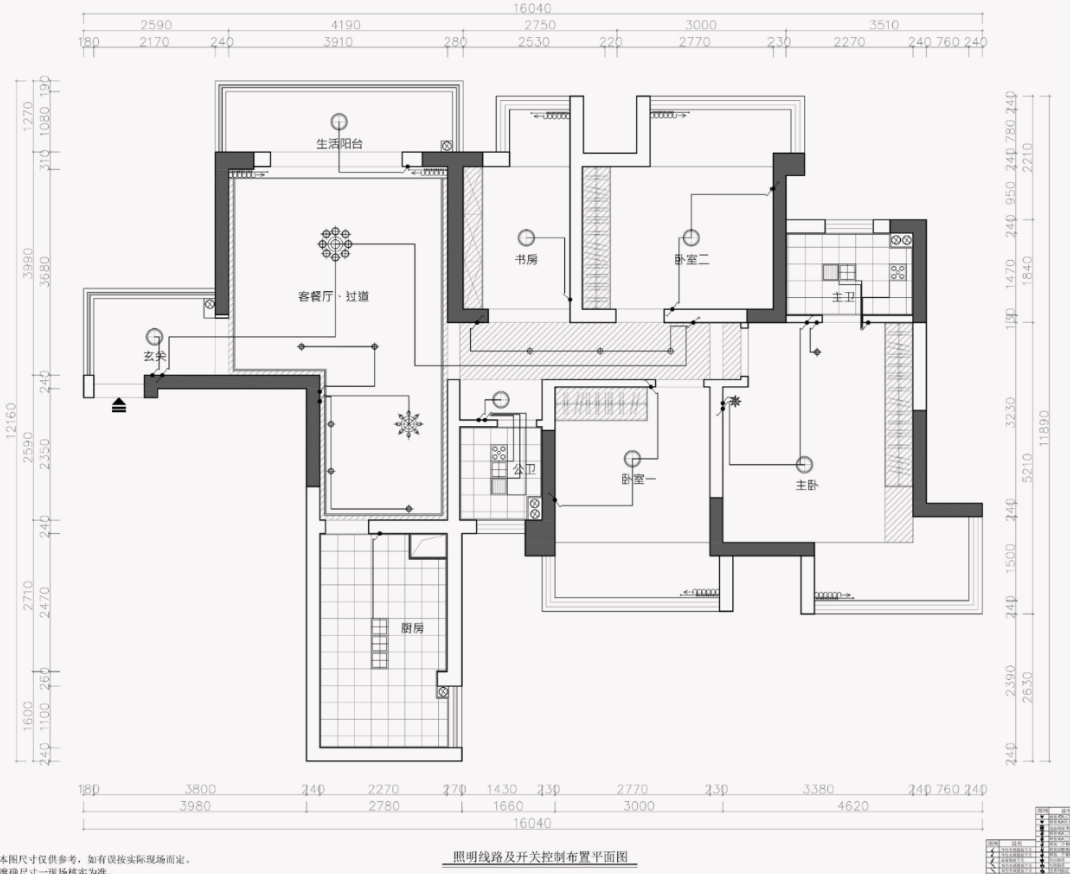 16040
2590 4190 2750 3000 3510
180 2170 240 3910 280 2530 220 2770 230 2270 240 760 240
12160
1270 3990 2590 2710 1600
190 1080 310 3680 240 2350 240 2470 260 1100 240
生活阳台
书房
卧室二
客餐厅、过道
主卫
玄关
公卫
卧室一
主卧
厨房
240 780 240 950 240 1470 130 3230 240 1500 240 2390 240
2210 1840 5210 2630
11890
180 3800 240 2270 270 1430 230 2770 230 3380 240 760 240
3980 2780 1660 3000 4620
16040
本图尺寸仅供参考，如有误按实际现场而定。
准确尺寸一现场核实为准。
照明线路及开关控制布置平面图